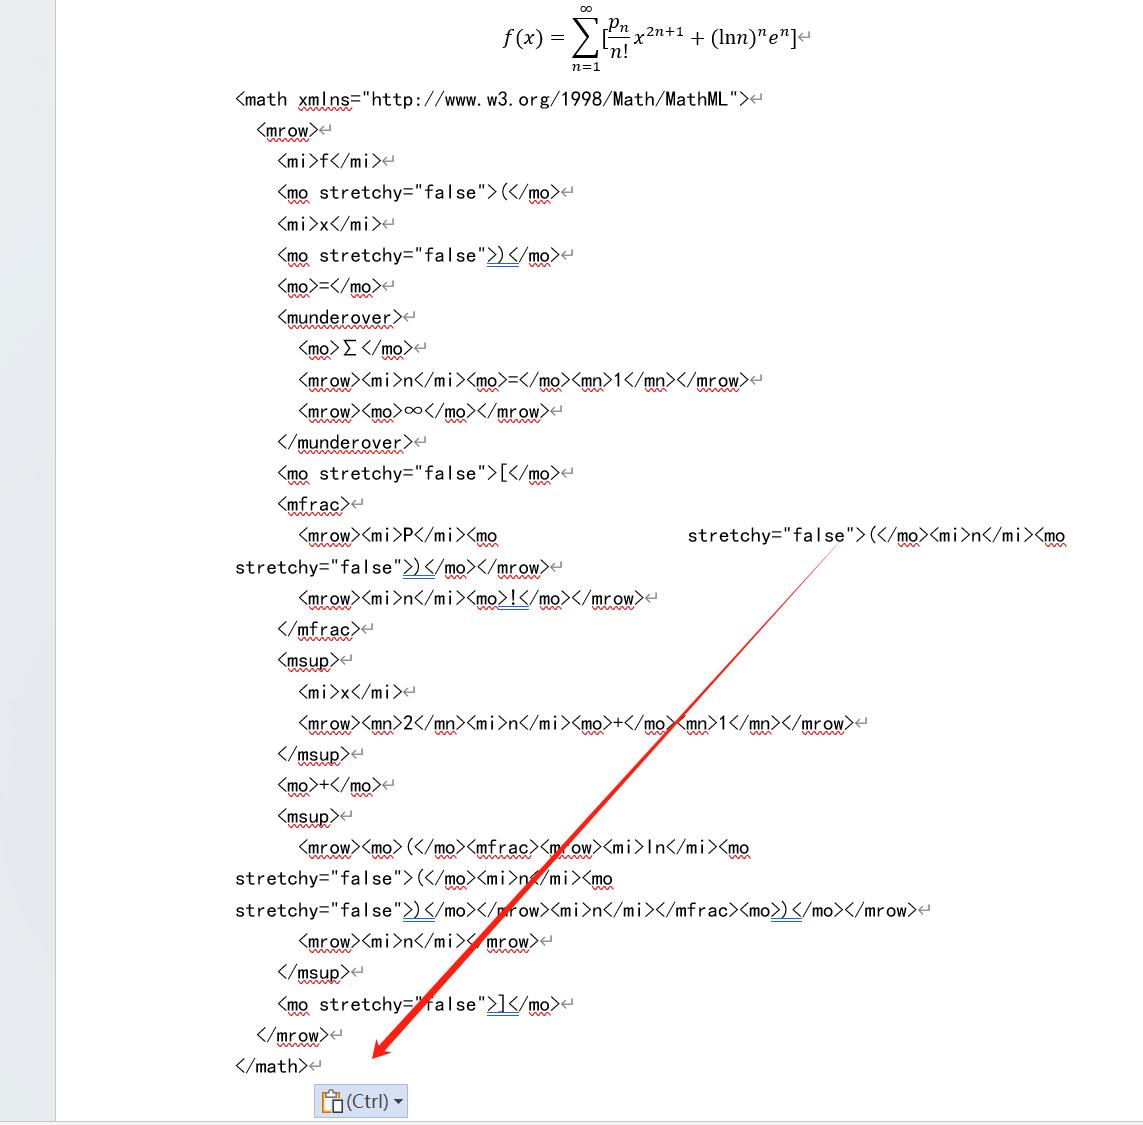 ∞
f(x) = ∑[pₙ/n! x²ⁿ⁺¹ + (lnn)ⁿeⁿ]↵
n=1
<math xmlns="http://www.w3.org/1998/Math/MathML">↵
<mrow>↵
<mi>f</mi>↵
<mo stretchy="false">(</mo>↵
<mi>x</mi>↵
<mo stretchy="false">)</mo>↵
<mo>=</mo>↵
<munderover>↵
<mo>∑</mo>↵
<mrow><mi>n</mi><mo>=</mo><mn>1</mn></mrow>↵
<mrow><mo>∞</mo></mrow>↵
</munderover>↵
<mo stretchy="false">[</mo>↵
<mfrac>↵
<mrow><mi>P</mi><mo stretchy="false">(</mo><mi>n</mi><mo
stretchy="false">)</mo></mrow>↵
<mrow><mi>n</mi><mo>!</mo></mrow>↵
</mfrac>↵
<msup>↵
<mi>x</mi>↵
<mrow><mn>2</mn><mi>n</mi><mo>+</mo><mn>1</mn></mrow>↵
</msup>↵
<mo>+</mo>↵
<msup>↵
<mrow><mo>(</mo><mfrac><mrow><mi>ln</mi><mo
stretchy="false">(</mo><mi>n</mi><mo
stretchy="false">)</mo></mrow><mi>n</mi></mfrac><mo>)</mo></mrow>↵
<mrow><mi>n</mi></mrow>↵
</msup>↵
<mo stretchy="false">]</mo>↵
</mrow>↵
</math>↵
(Ctrl)